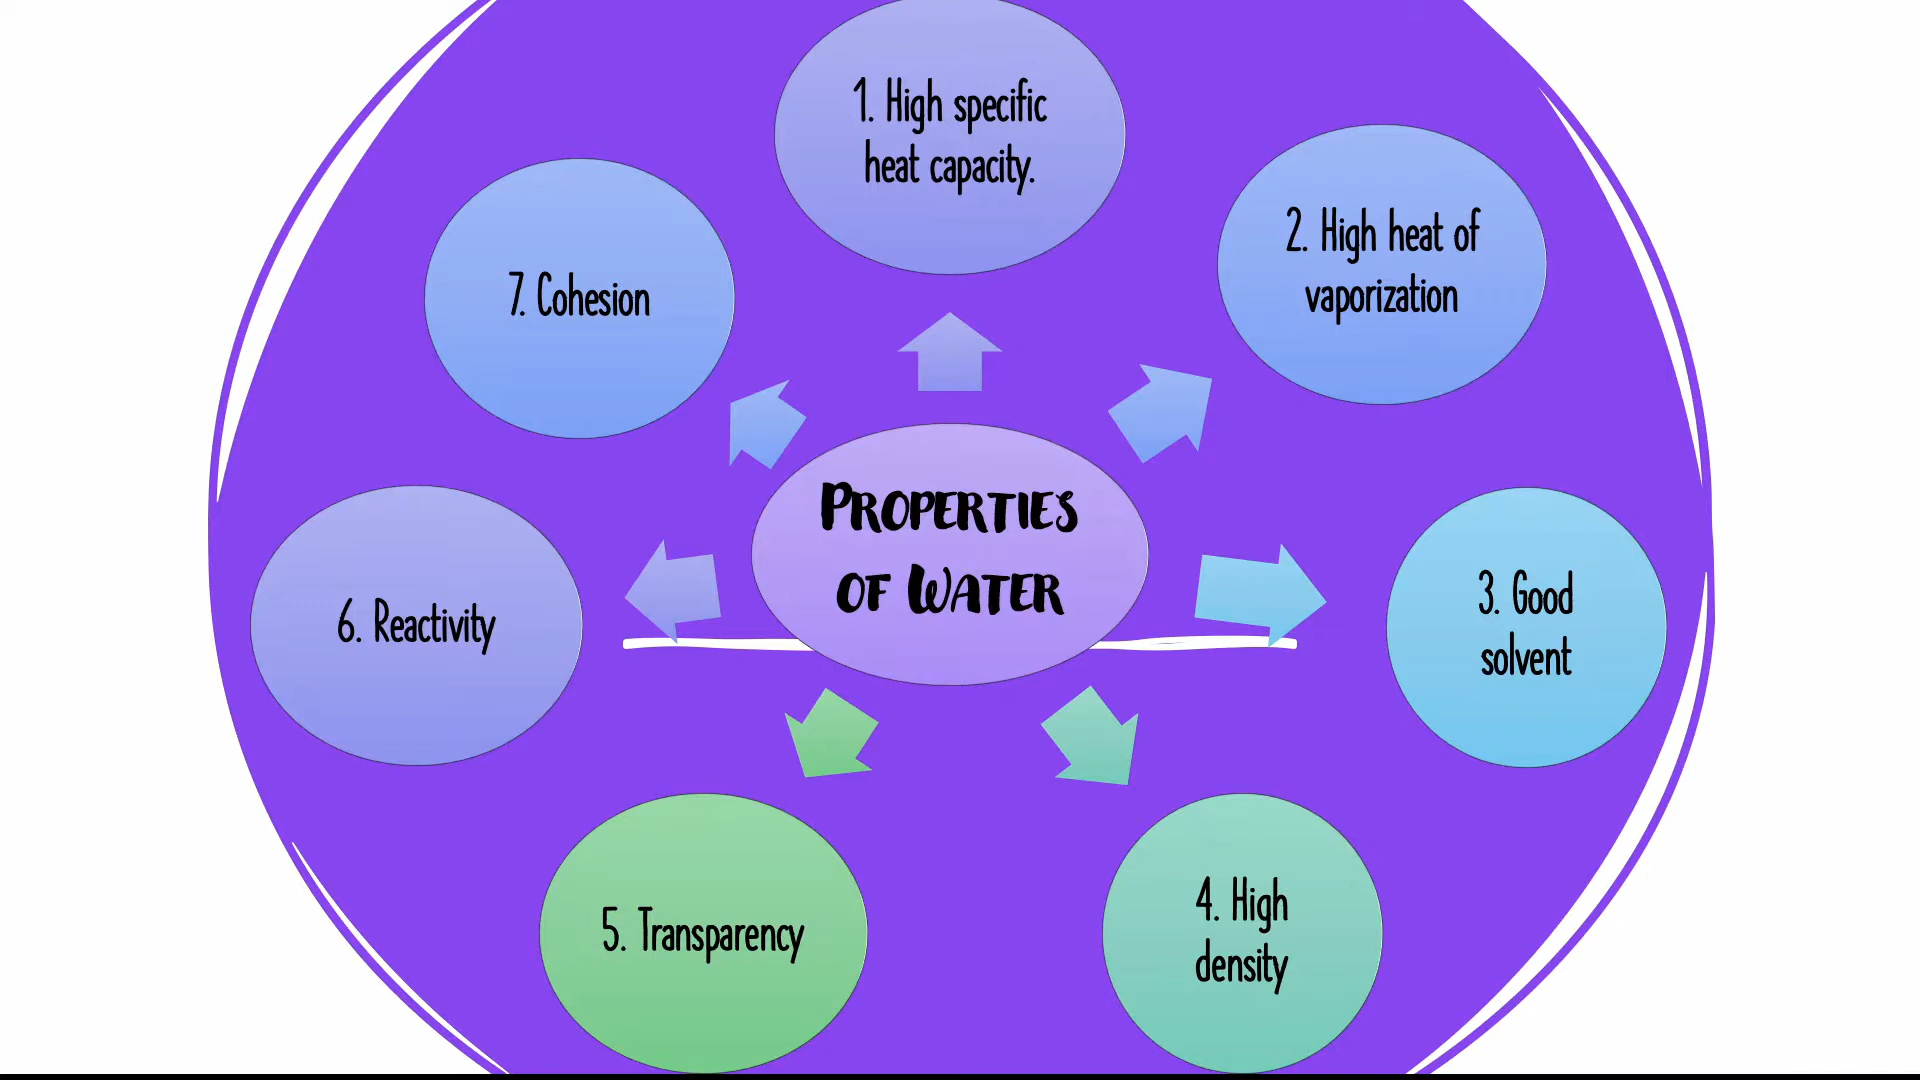 Properties
of Water
1. High specific
heat capacity.
2. High heat of
vaporization
3. Good
solvent
4. High
density
5. Transparency
6. Reactivity
7. Cohesion